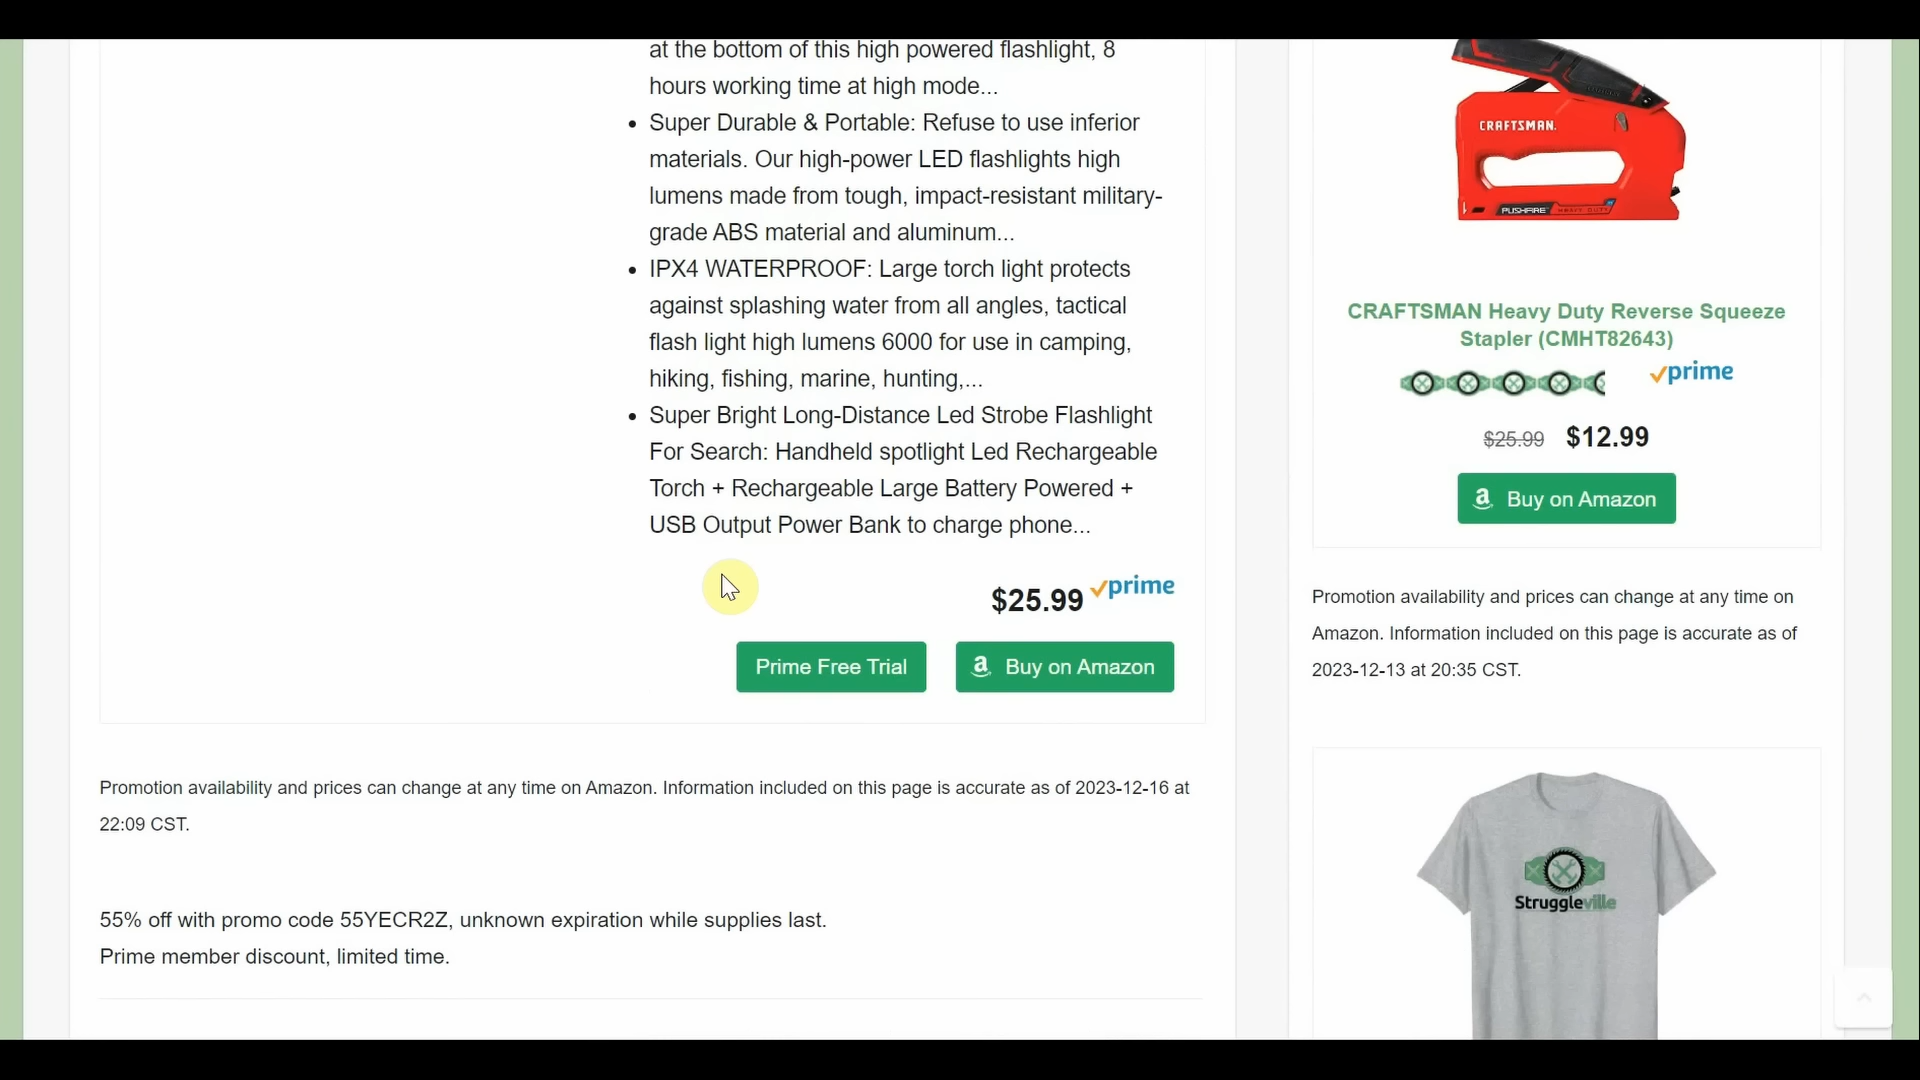 at the bottom of this high powered flashlight, 8
hours working time at high mode...
Super Durable & Portable: Refuse to use inferior
materials. Our high-power LED flashlights high
lumens made from tough, impact-resistant military-
grade ABS material and aluminum...
IPX4 WATERPROOF: Large torch light protects
against splashing water from all angles, tactical
flash light high lumens 6000 for use in camping,
hiking, fishing, marine, hunting,...
Super Bright Long-Distance Led Strobe Flashlight
For Search: Handheld spotlight Led Rechargeable
Torch + Rechargeable Large Battery Powered +
USB Output Power Bank to charge phone...
$25.99 prime
Prime Free Trial
Buy on Amazon
Promotion availability and prices can change at any time on Amazon. Information included on this page is accurate as of 2023-12-16 at
22:09 CST.
55% off with promo code 55YECR2Z, unknown expiration while supplies last.
Prime member discount, limited time.
CRAFTSMAN.
PUSHFIRE HEAVY DUTY
CRAFTSMAN Heavy Duty Reverse Squeeze
Stapler (CMHT82643)
prime
$25.99 $12.99
Buy on Amazon
Promotion availability and prices can change at any time on
Amazon. Information included on this page is accurate as of
2023-12-13 at 20:35 CST.
Struggleville